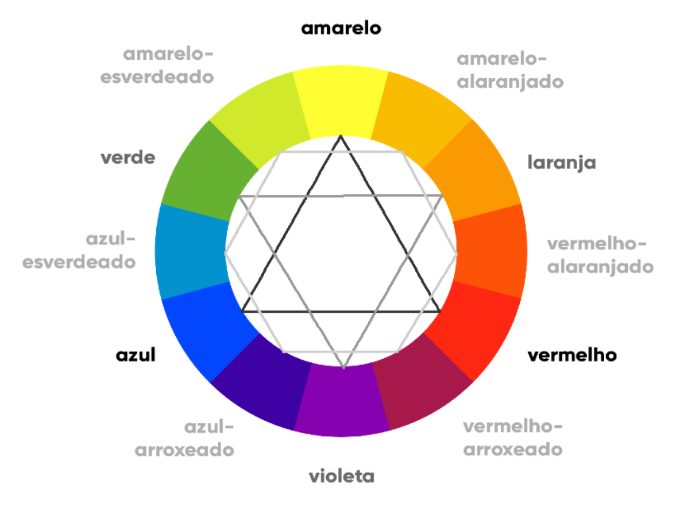 amarelo
amarelo-
esverdeado
amarelo-
alaranjado
verde
laranja
azul-
esverdeado
vermelho-
alaranjado
azul
vermelho
azul-
arroxeado
vermelho-
arroxeado
violeta